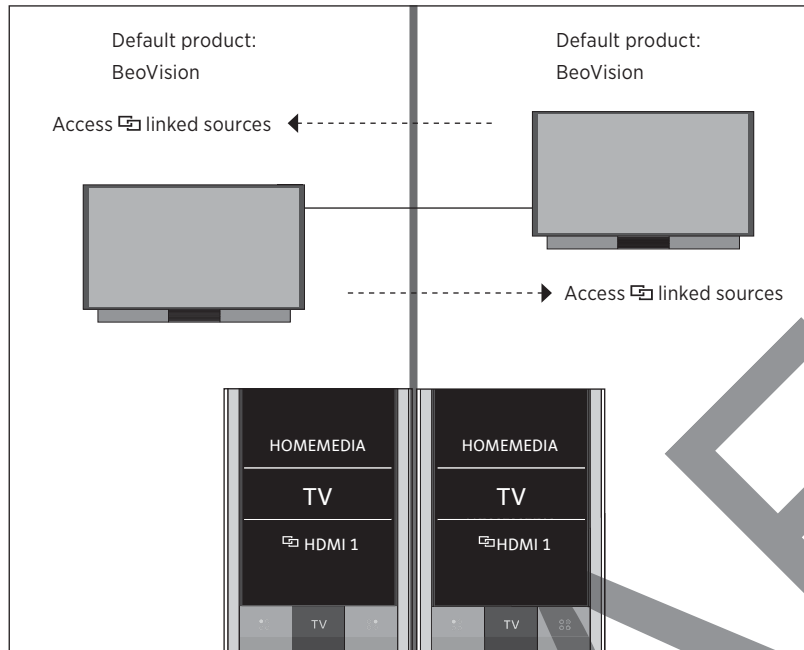 Default product:
BeoVision
Access linked sources
Default product:
BeoVision
Access linked sources
HOMEMEDIA
TV
HDMI 1
TV
HOMEMEDIA
TV
HDMI 1
TV